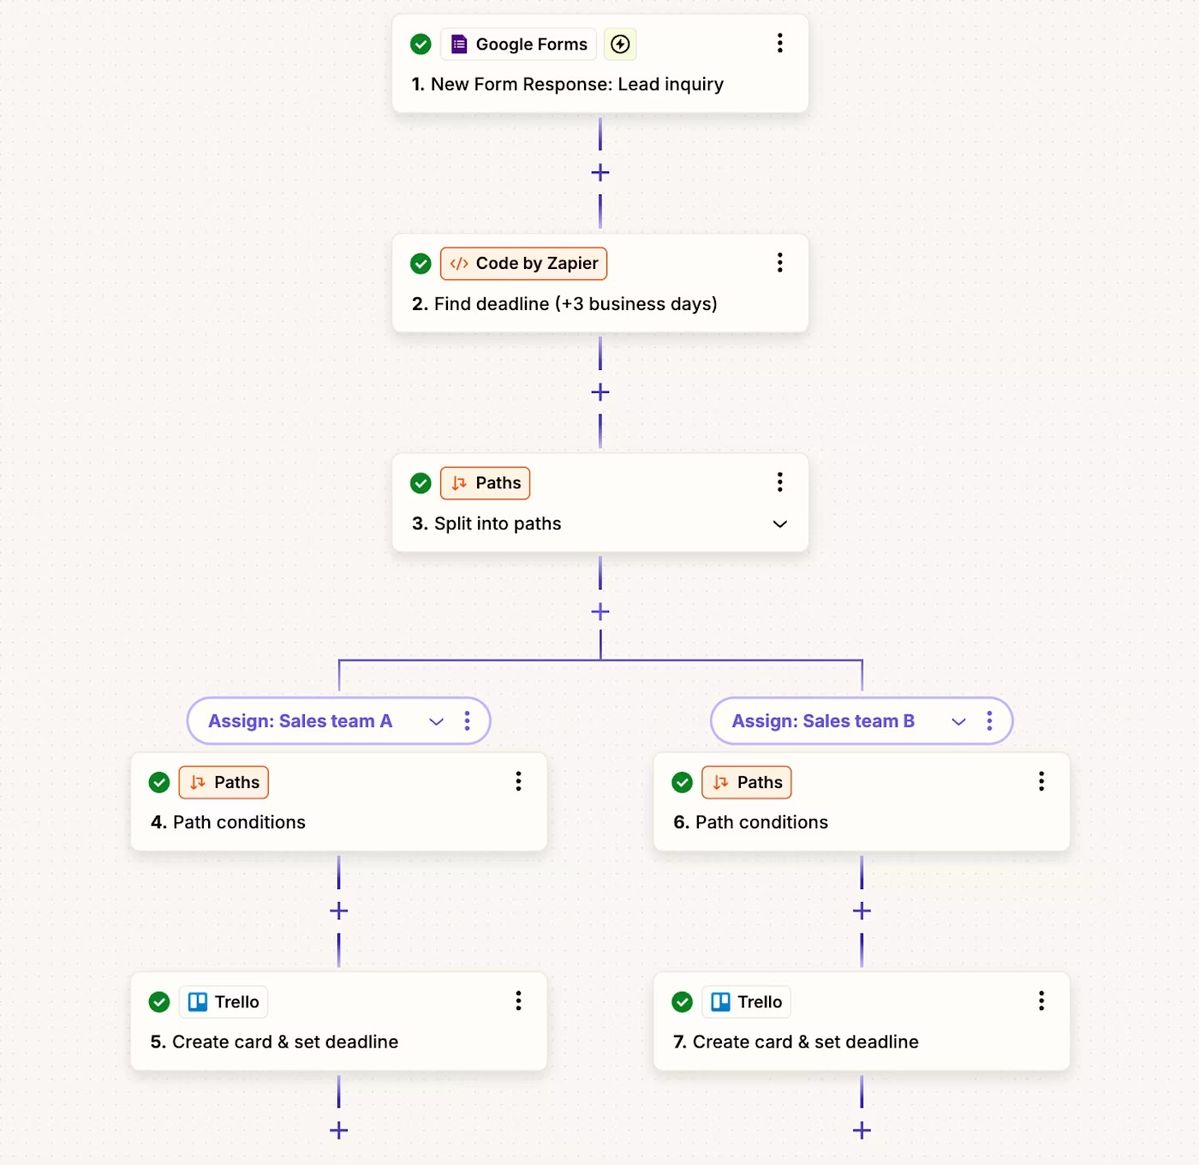 Google Forms
1. New Form Response: Lead inquiry
Code by Zapier
2. Find deadline (+3 business days)
Paths
3. Split into paths
Assign: Sales team A
Assign: Sales team B
Paths
4. Path conditions
Paths
6. Path conditions
Trello
5. Create card & set deadline
Trello
7. Create card & set deadline